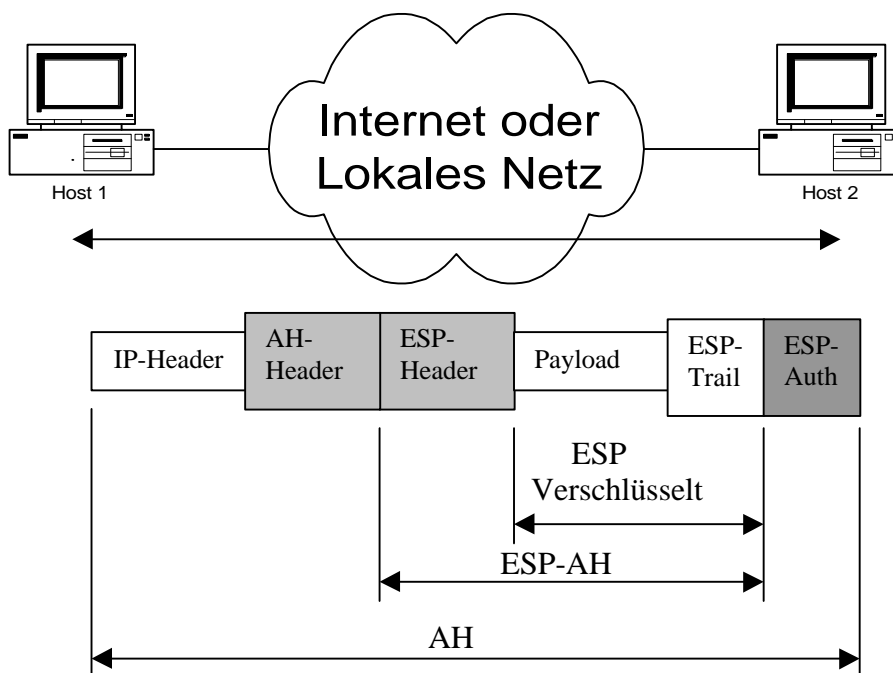 Internet oder
Lokales Netz
Host 1
Host 2
IP-Header
AH-
Header
ESP-
Header
Payload
ESP-
Trail
ESP-
Auth
ESP
Verschlüsselt
ESP-AH
AH